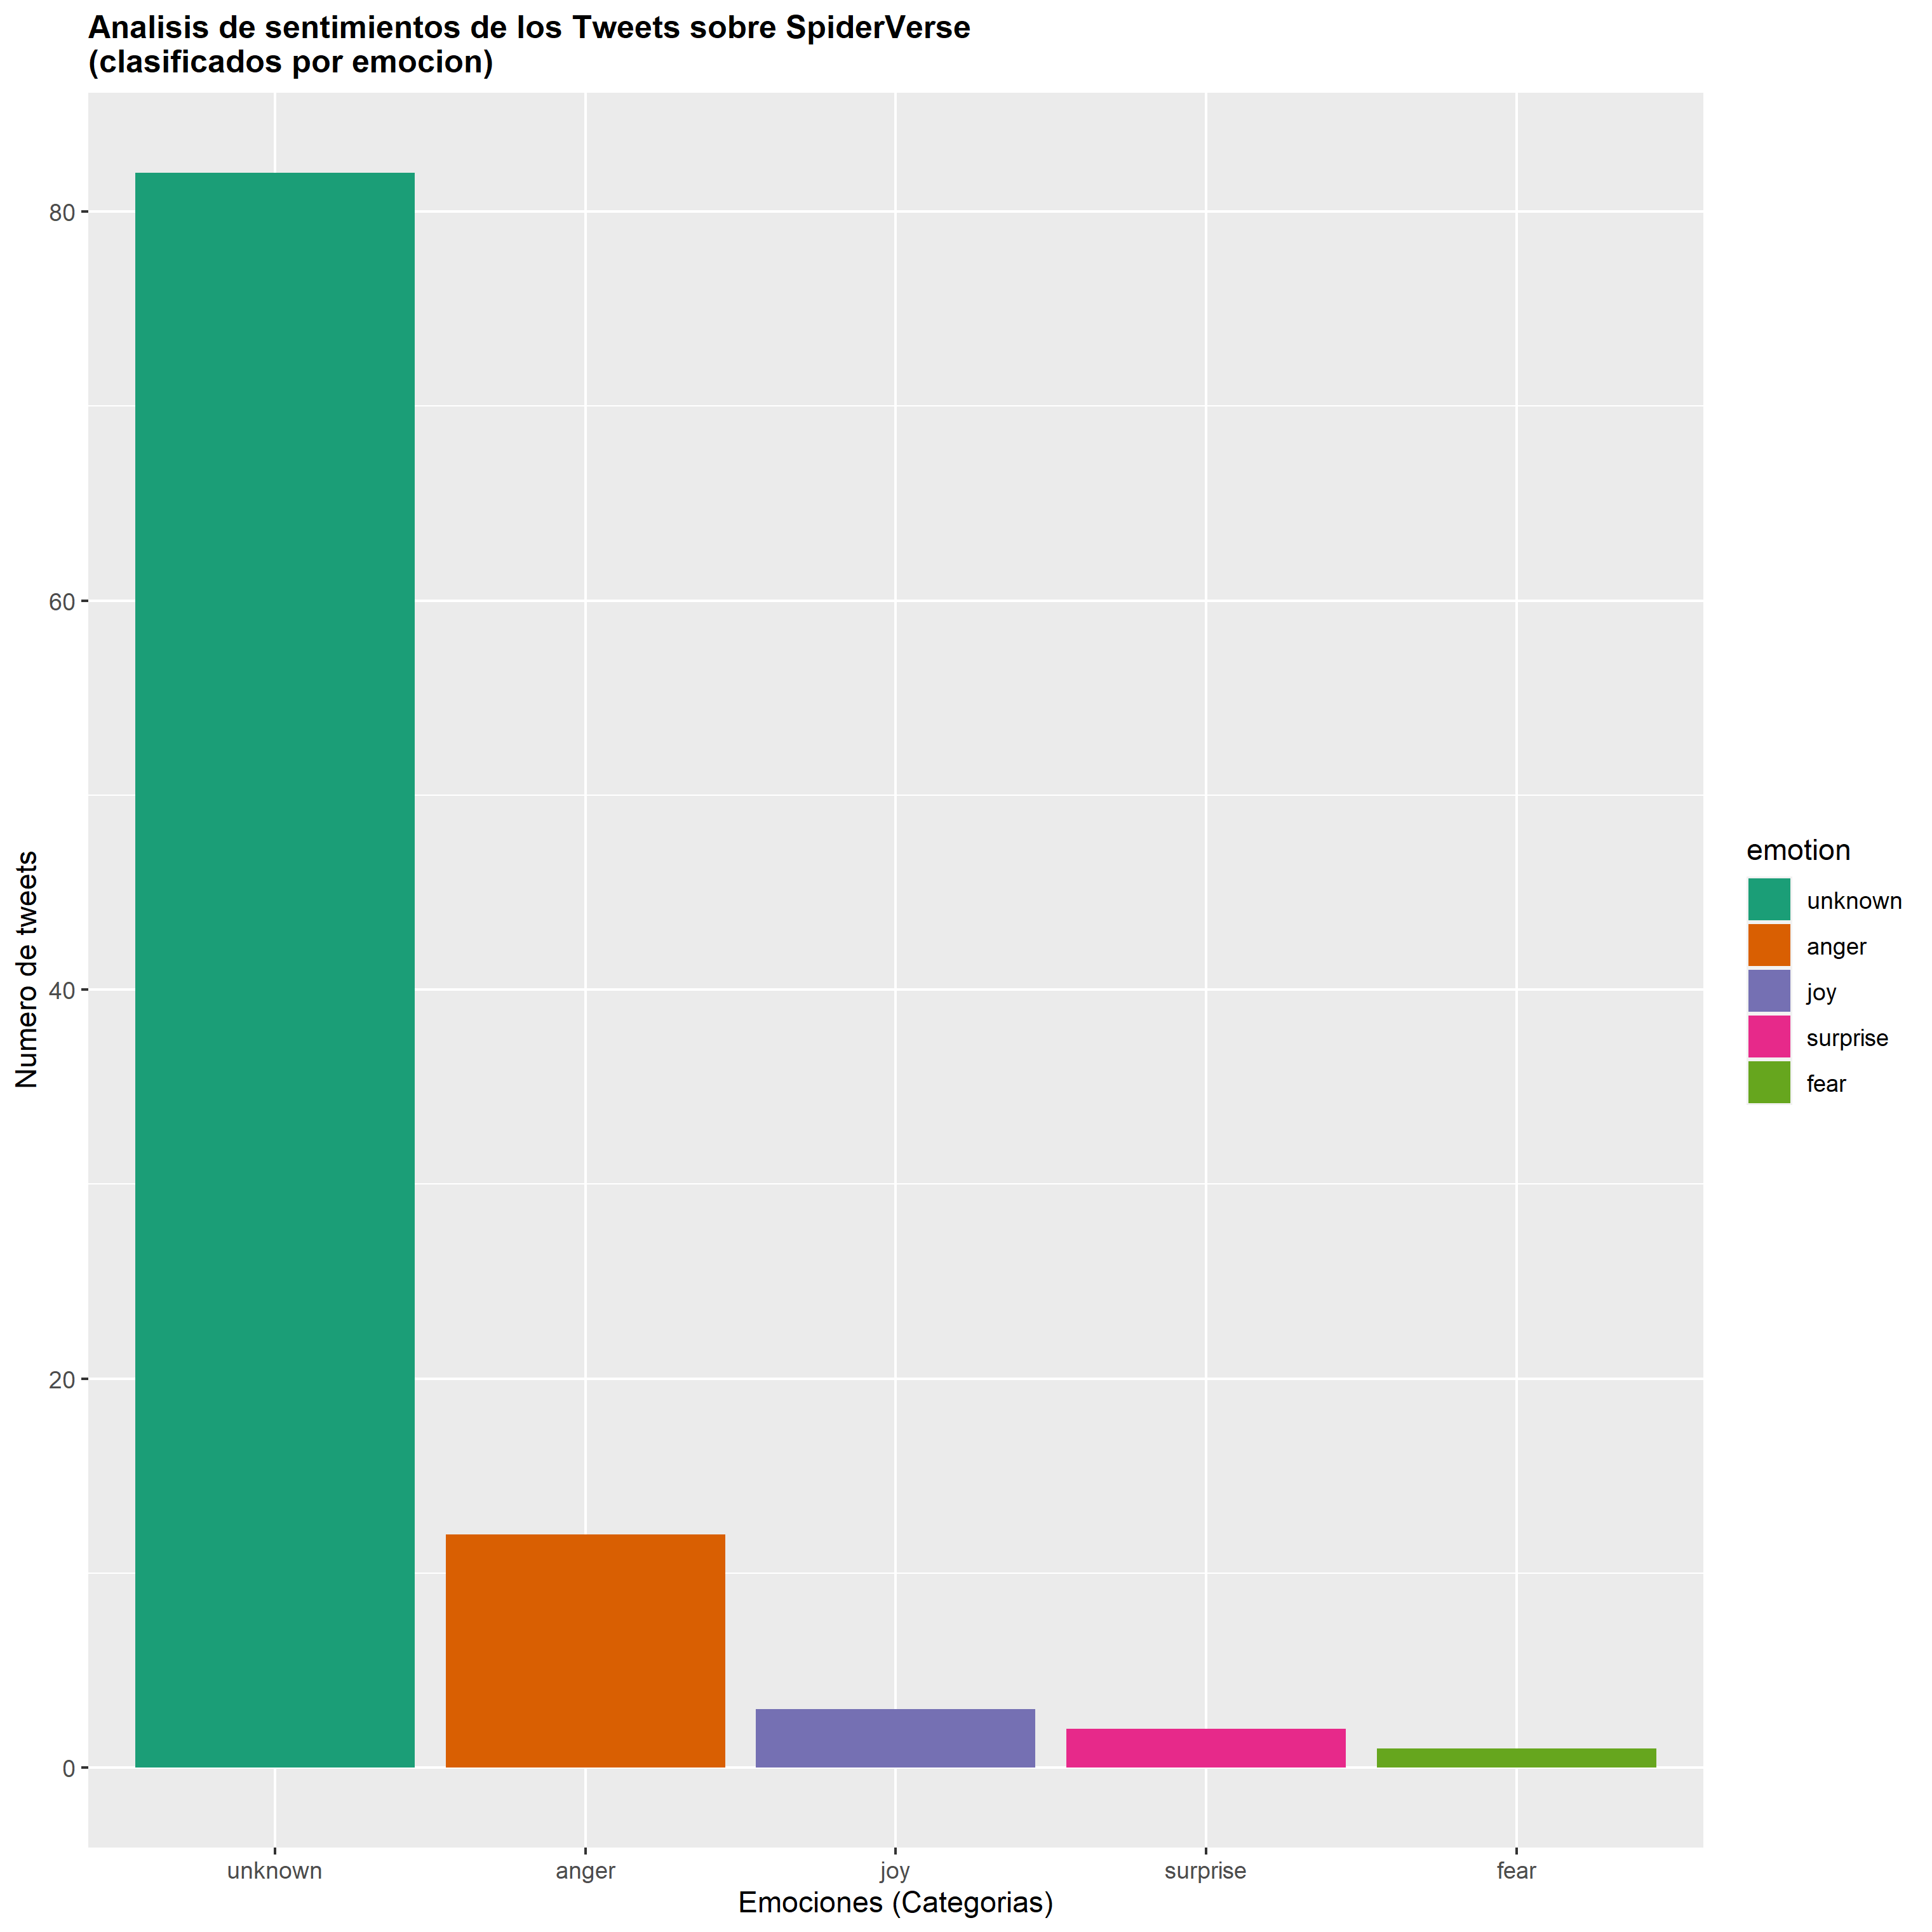 Analisis de sentimientos de los Tweets sobre SpiderVerse
(clasificados por emocion)
Numero de tweets
80
60
40
20
0
unknown
anger
joy
surprise
fear
Emociones (Categorias)
emotion
unknown
anger
joy
surprise
fear